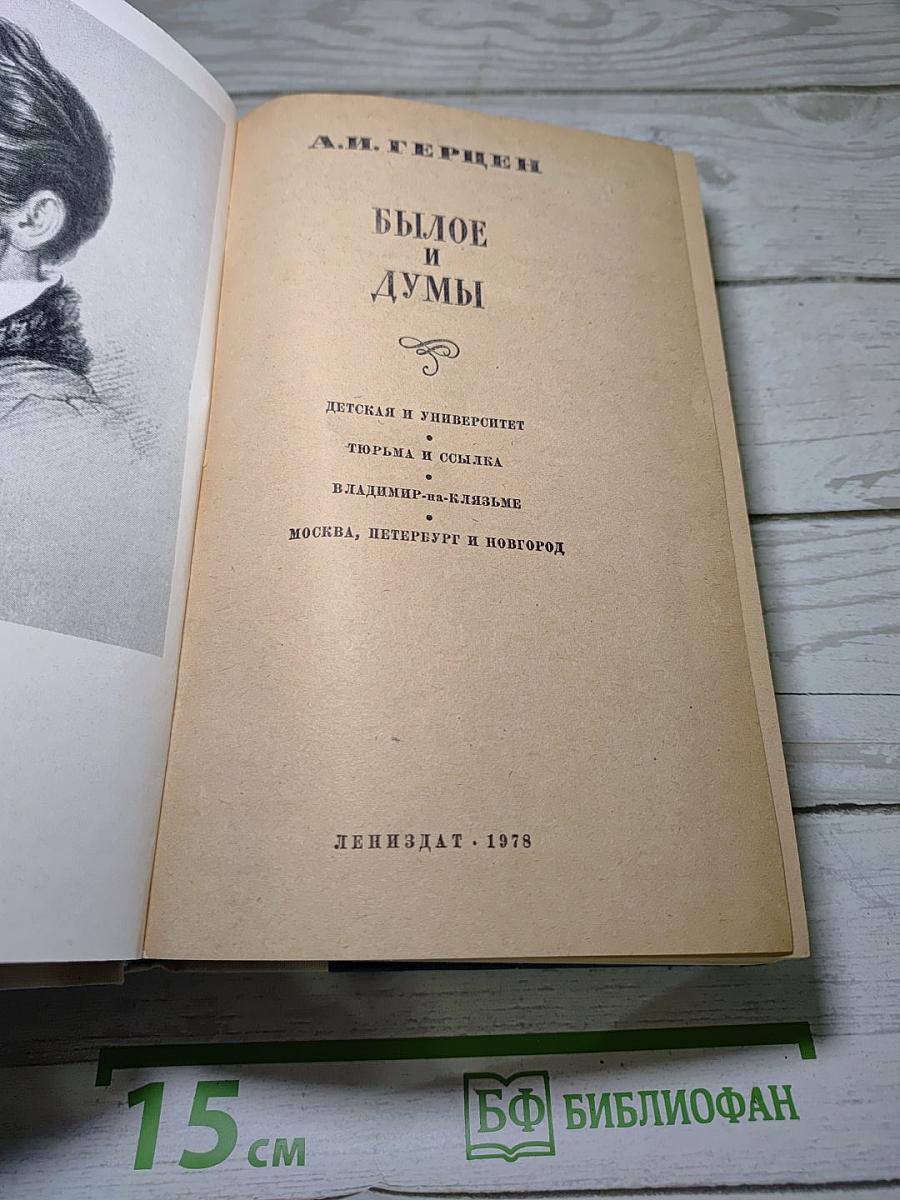 А.И. ГЕРЦЕН
БЫЛОЕ
И
ДУМЫ
ДЕТСКАЯ И УНИВЕРСИТЕТ
ТЮРЬМА И ССЫЛКА
ВЛАДИМИР-на-КЛЯЗЬМЕ
МОСКВА, ПЕТЕРБУРГ И НОВГОРОД
ЛЕНИЗДАТ · 1978
15 см
БФ БИБЛИОФАН